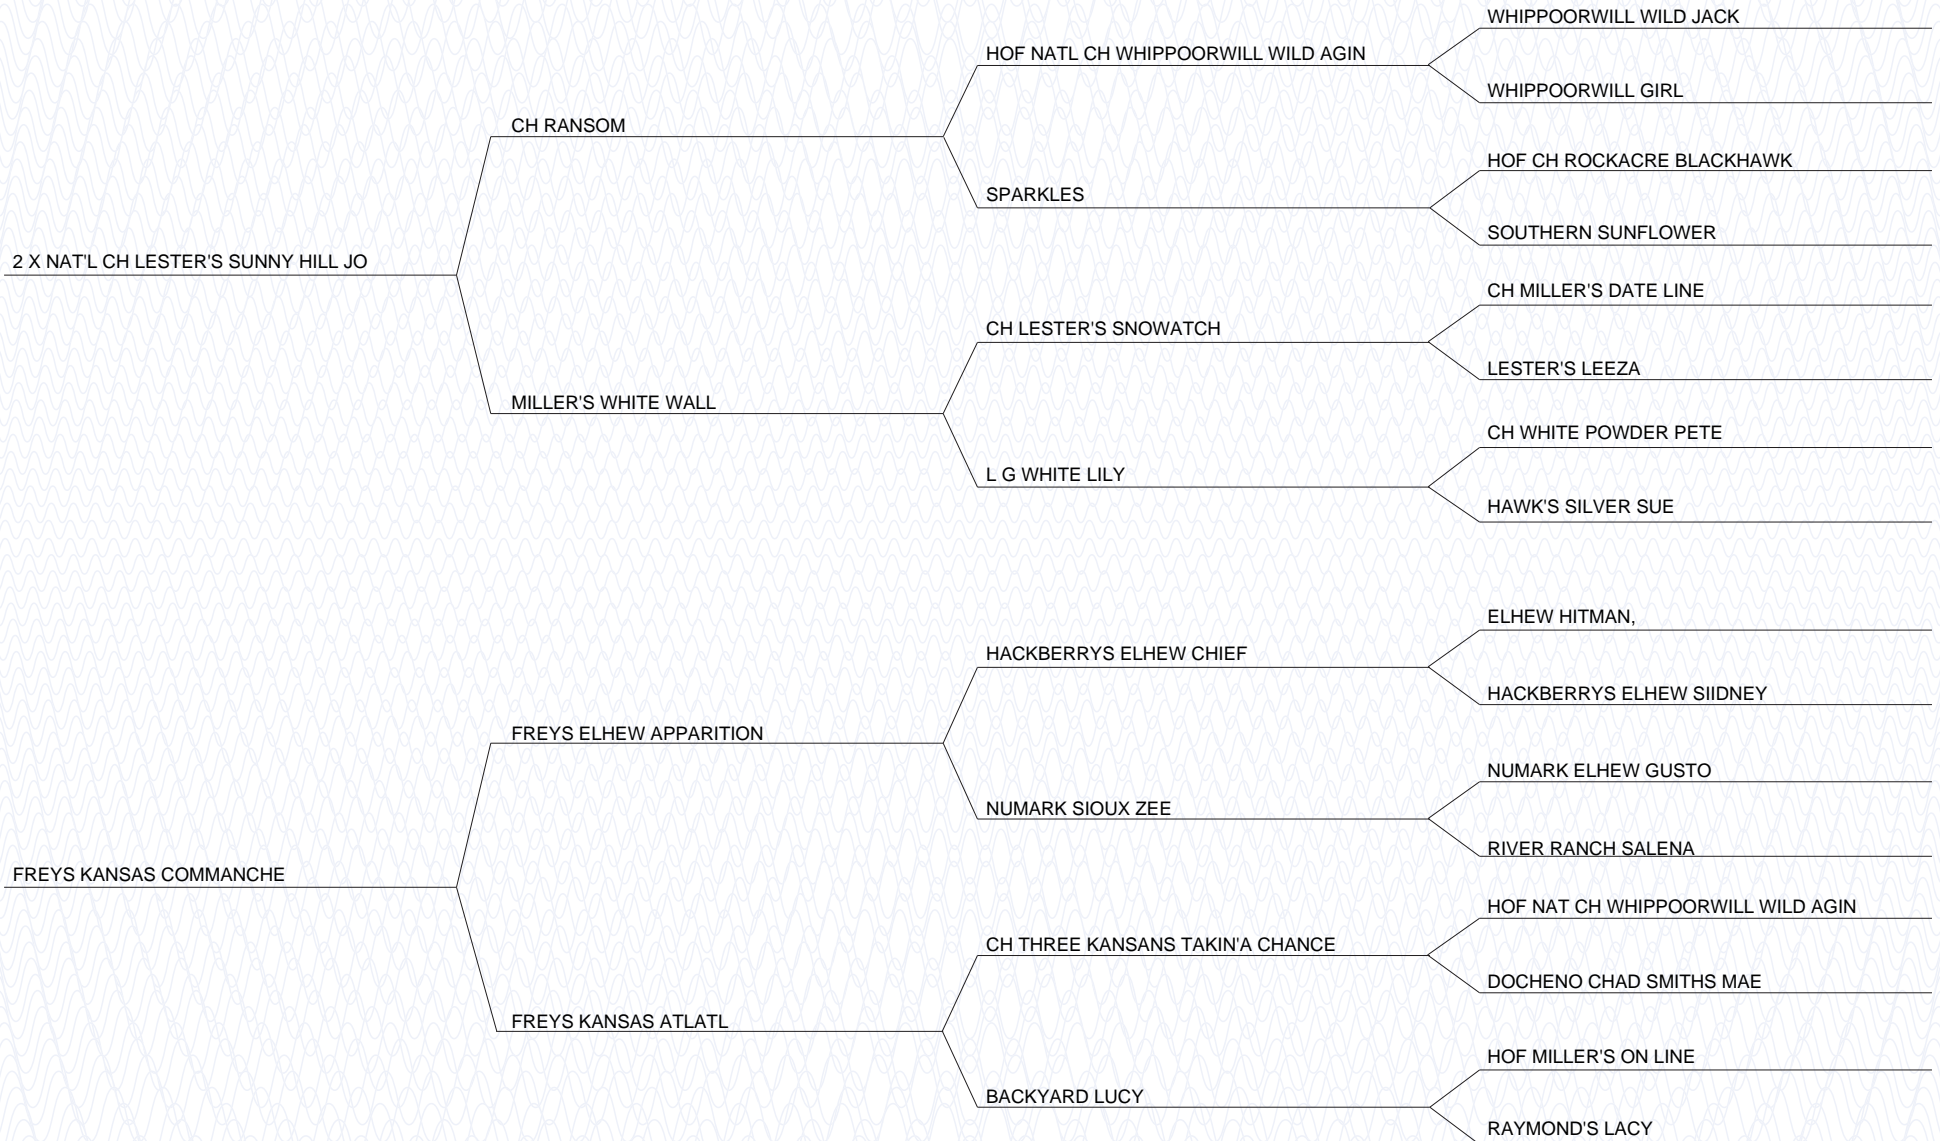 WHIPPOORWILL WILD JACK
HOF NATL CH WHIPPOORWILL WILD AGIN
WHIPPOORWILL GIRL
CH RANSOM
HOF CH ROCKACRE BLACKHAWK
SPARKLES
SOUTHERN SUNFLOWER
2 X NAT'L CH LESTER'S SUNNY HILL JO
CH MILLER'S DATE LINE
CH LESTER'S SNOWATCH
LESTER'S LEEZA
MILLER'S WHITE WALL
CH WHITE POWDER PETE
L G WHITE LILY
HAWK'S SILVER SUE
ELHEW HITMAN,
HACKBERRYS ELHEW CHIEF
HACKBERRYS ELHEW SIIDNEY
FREYS ELHEW APPARITION
NUMARK ELHEW GUSTO
NUMARK SIOUX ZEE
RIVER RANCH SALENA
FREYS KANSAS COMMANCHE
HOF NAT CH WHIPPOORWILL WILD AGIN
CH THREE KANSANS TAKIN'A CHANCE
DOCHENO CHAD SMITHS MAE
FREYS KANSAS ATLATL
HOF MILLER'S ON LINE
BACKYARD LUCY
RAYMOND'S LACY